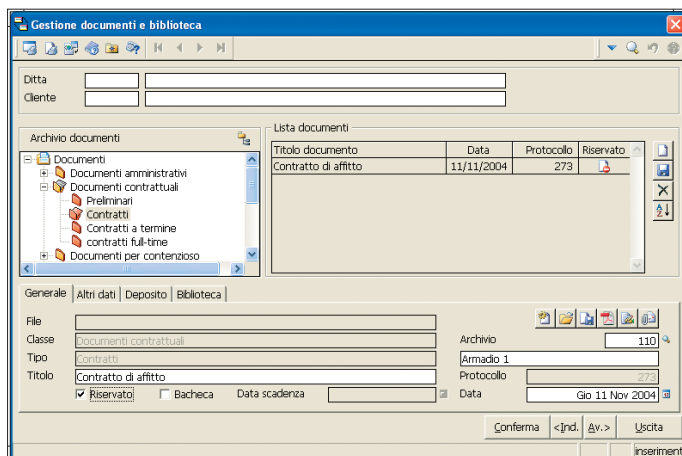 Gestione documenti e biblioteca
Ditta
Cliente
Archivio documenti
Documenti
Documenti amministrativi
Documenti contrattuali
Preliminari
Contratti
Contratti a termine
contratti full-time
Documenti per contenzioso
Lista documenti
Titolo documento Data Protocollo Riservato
Contratto di affitto 11/11/2004 273
Generale Altri dati Deposito Biblioteca
File
Classe Documenti contrattuali
Archivio 110
Tipo Contratti
Armadio 1
Titolo Contratto di affitto
Protocollo 273
Riservato Bacheca Data scadenza
Data Gio 11 Nov 2004
Conferma <Ind. Av.> Uscita
inseriment